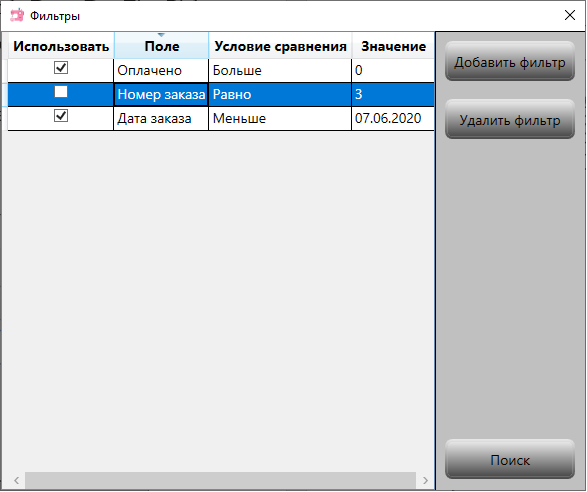 Фильтры
Использовать Поле Условие сравнения Значение
Оплачено Больше 0
Номер заказа Равно 3
Дата заказа Меньше 07.06.2020
Добавить фильтр
Удалить фильтр
Поиск